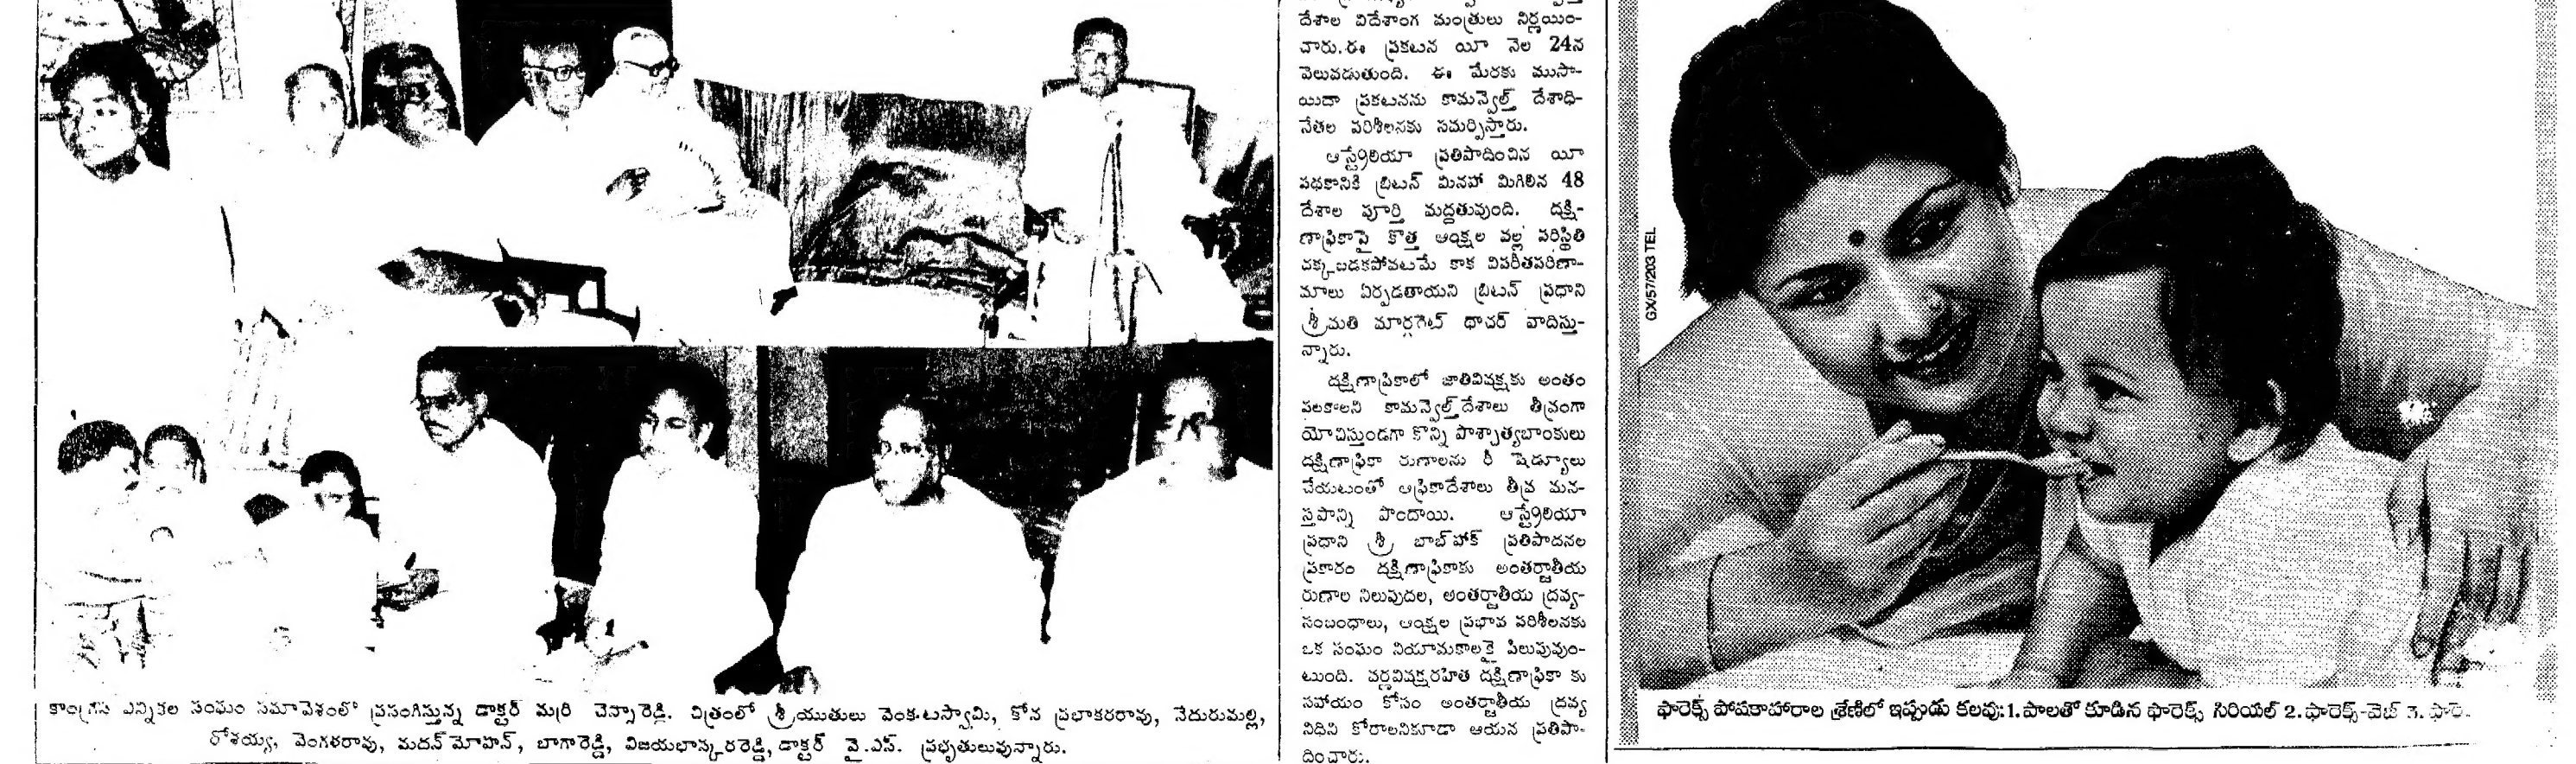 కాంగ్రెస్ ఎన్నికల సంఘం సమావేశంలో ప్రసంగిస్తున్న డాక్టర్ మర్రి చెన్నారెడ్డి. చిత్రంలో శ్రీయుతులు వెంకటస్వామి, కోన ప్రభాకరరావు, నేదురుమల్లి,
రోశయ్య, వెంగళరావు, మదన్ మోహన్, బాగారెడ్డి, విజయభాస్కరరెడ్డి, డాక్టర్ వై.ఎస్. ప్రభృతులువున్నారు.
దేశాల విదేశాంగ మంత్రులు నిర్ణయిం-
చారు. ఈ ప్రకటన యీ నెల 24న
వెలువడుతుంది. ఈ మేరకు ముసా-
యిదా ప్రకటనను కామన్వెల్త్ దేశాధి-
నేతల పరిశీలనకు సమర్పిస్తారు.
ఆస్ట్రేలియా ప్రతిపాదించిన యీ
పథకానికి బ్రిటన్ మినహా మిగిలిన 48
దేశాల పూర్తి మద్దతువుంది. దక్షి-
ణాఫ్రికాపై కొత్త ఆంక్షల వల్ల పరిస్థితి
చక్కబడకపోవటమే కాక విపరీతపరిణా-
మాలు ఏర్పడతాయని బ్రిటన్ ప్రధాని
శ్రీమతి మార్గరెట్ థాచర్ వాదిస్తు-
న్నారు.
దక్షిణాఫ్రికాలో జాతివివక్షకు అంతం
పలకాలని కామన్వెల్త్ దేశాలు తీవ్రంగా
యోచిస్తుండగా కొన్ని పాశ్చాత్యబాంకులు
దక్షిణాఫ్రికా రుణాలను రీ షెడ్యూలు
చేయటంతో ఆఫ్రికాదేశాలు తీవ్ర మన-
స్తపాన్ని పొందాయి. ఆస్ట్రేలియా
ప్రధాని శ్రీ బాబ్‌హాక్ ప్రతిపాదనల
ప్రకారం దక్షిణాఫ్రికాకు అంతర్జాతీయ
రుణాల నిలుపుదల, అంతర్జాతీయ ద్రవ్య-
సంబంధాలు, ఆంక్షల ప్రభావ పరిశీలనకు
ఒక సంఘం నియామకాలకై పిలుపువుం-
టుంది. వర్ణవివక్షరహిత దక్షిణాఫ్రికా కు
సహాయం కోసం అంతర్జాతీయ ద్రవ్య
నిధిని కోరాలనికూడా ఆయన ప్రతిపా-
దించారు.
GX/57/203 TEL
ఫారెక్స్ పోషకాహారాల శ్రేణిలో ఇప్పుడు కలవు: 1. పాలతో కూడిన ఫారెక్స్ సిరియల్ 2. ఫారెక్స్-వెజ్ 3. ఫారె-